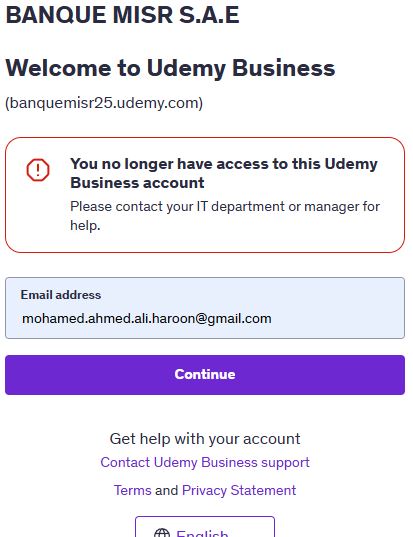 BANQUE MISR S.A.E
Welcome to Udemy Business
(banquemisr25.udemy.com)
You no longer have access to this Udemy
Business account
Please contact your IT department or manager for
help.
Email address
mohamed.ahmed.ali.haroon@gmail.com
Continue
Get help with your account
Contact Udemy Business support
Terms and Privacy Statement
English